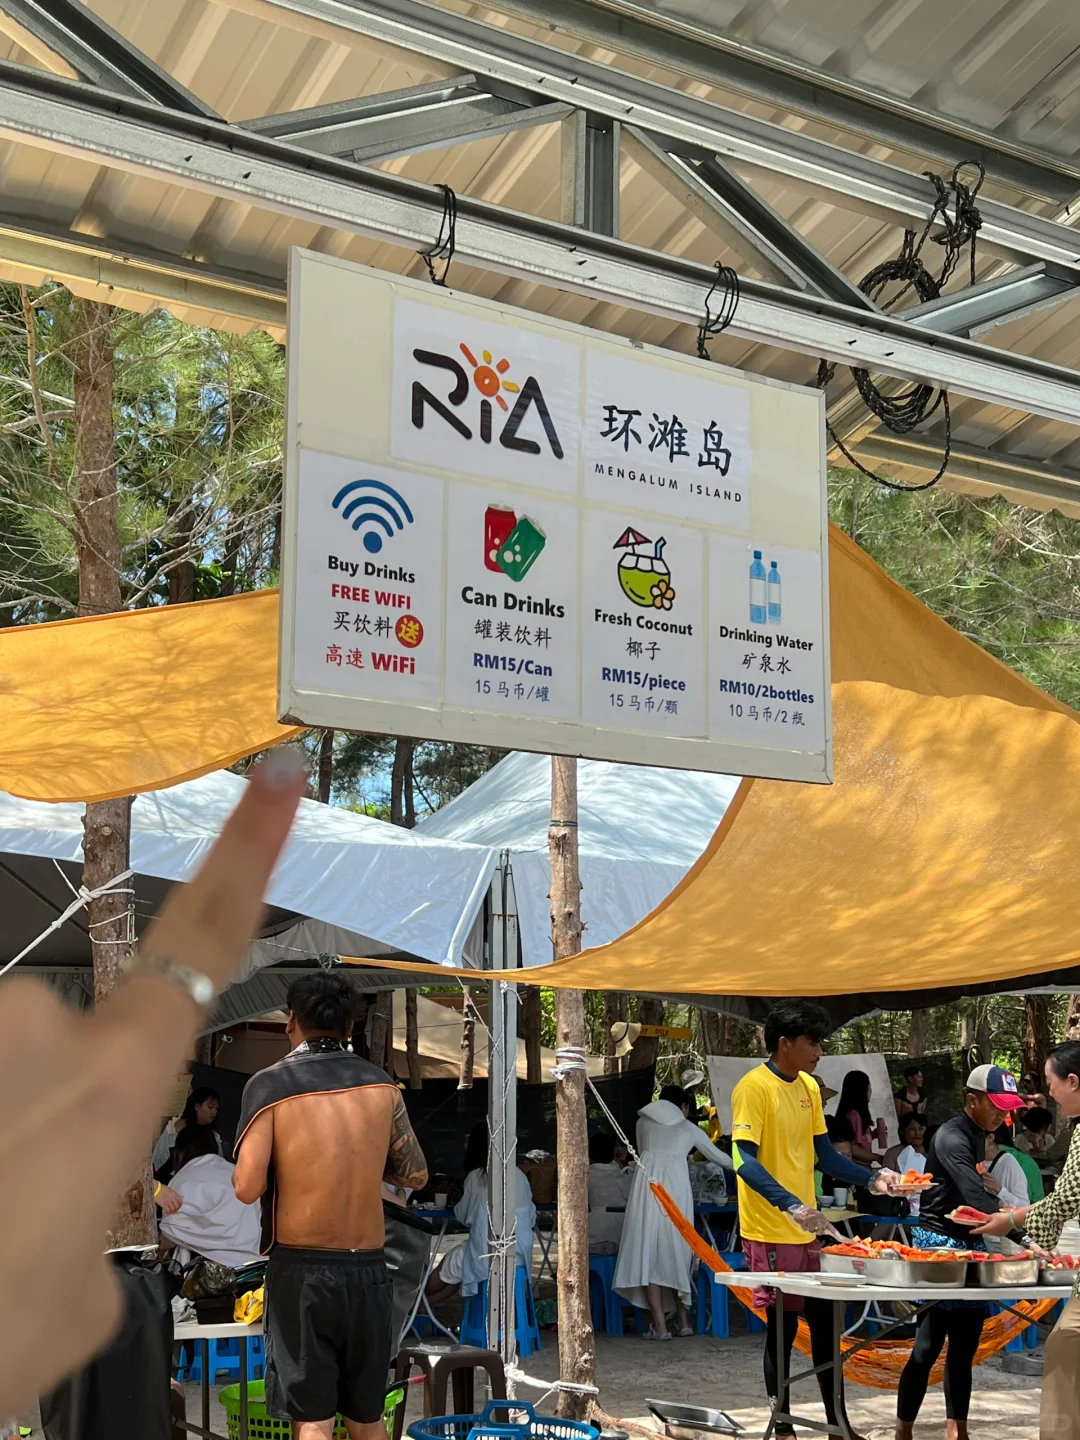 RiA
环滩岛
MENGALUM ISLAND
Buy Drinks
FREE WIFI
买饮料送
高速 WiFi
Can Drinks
罐装饮料
RM15/Can
15 马币/罐
Fresh Coconut
椰子
RM15/piece
15 马币/颗
Drinking Water
矿泉水
RM10/2bottles
10 马币/2 瓶